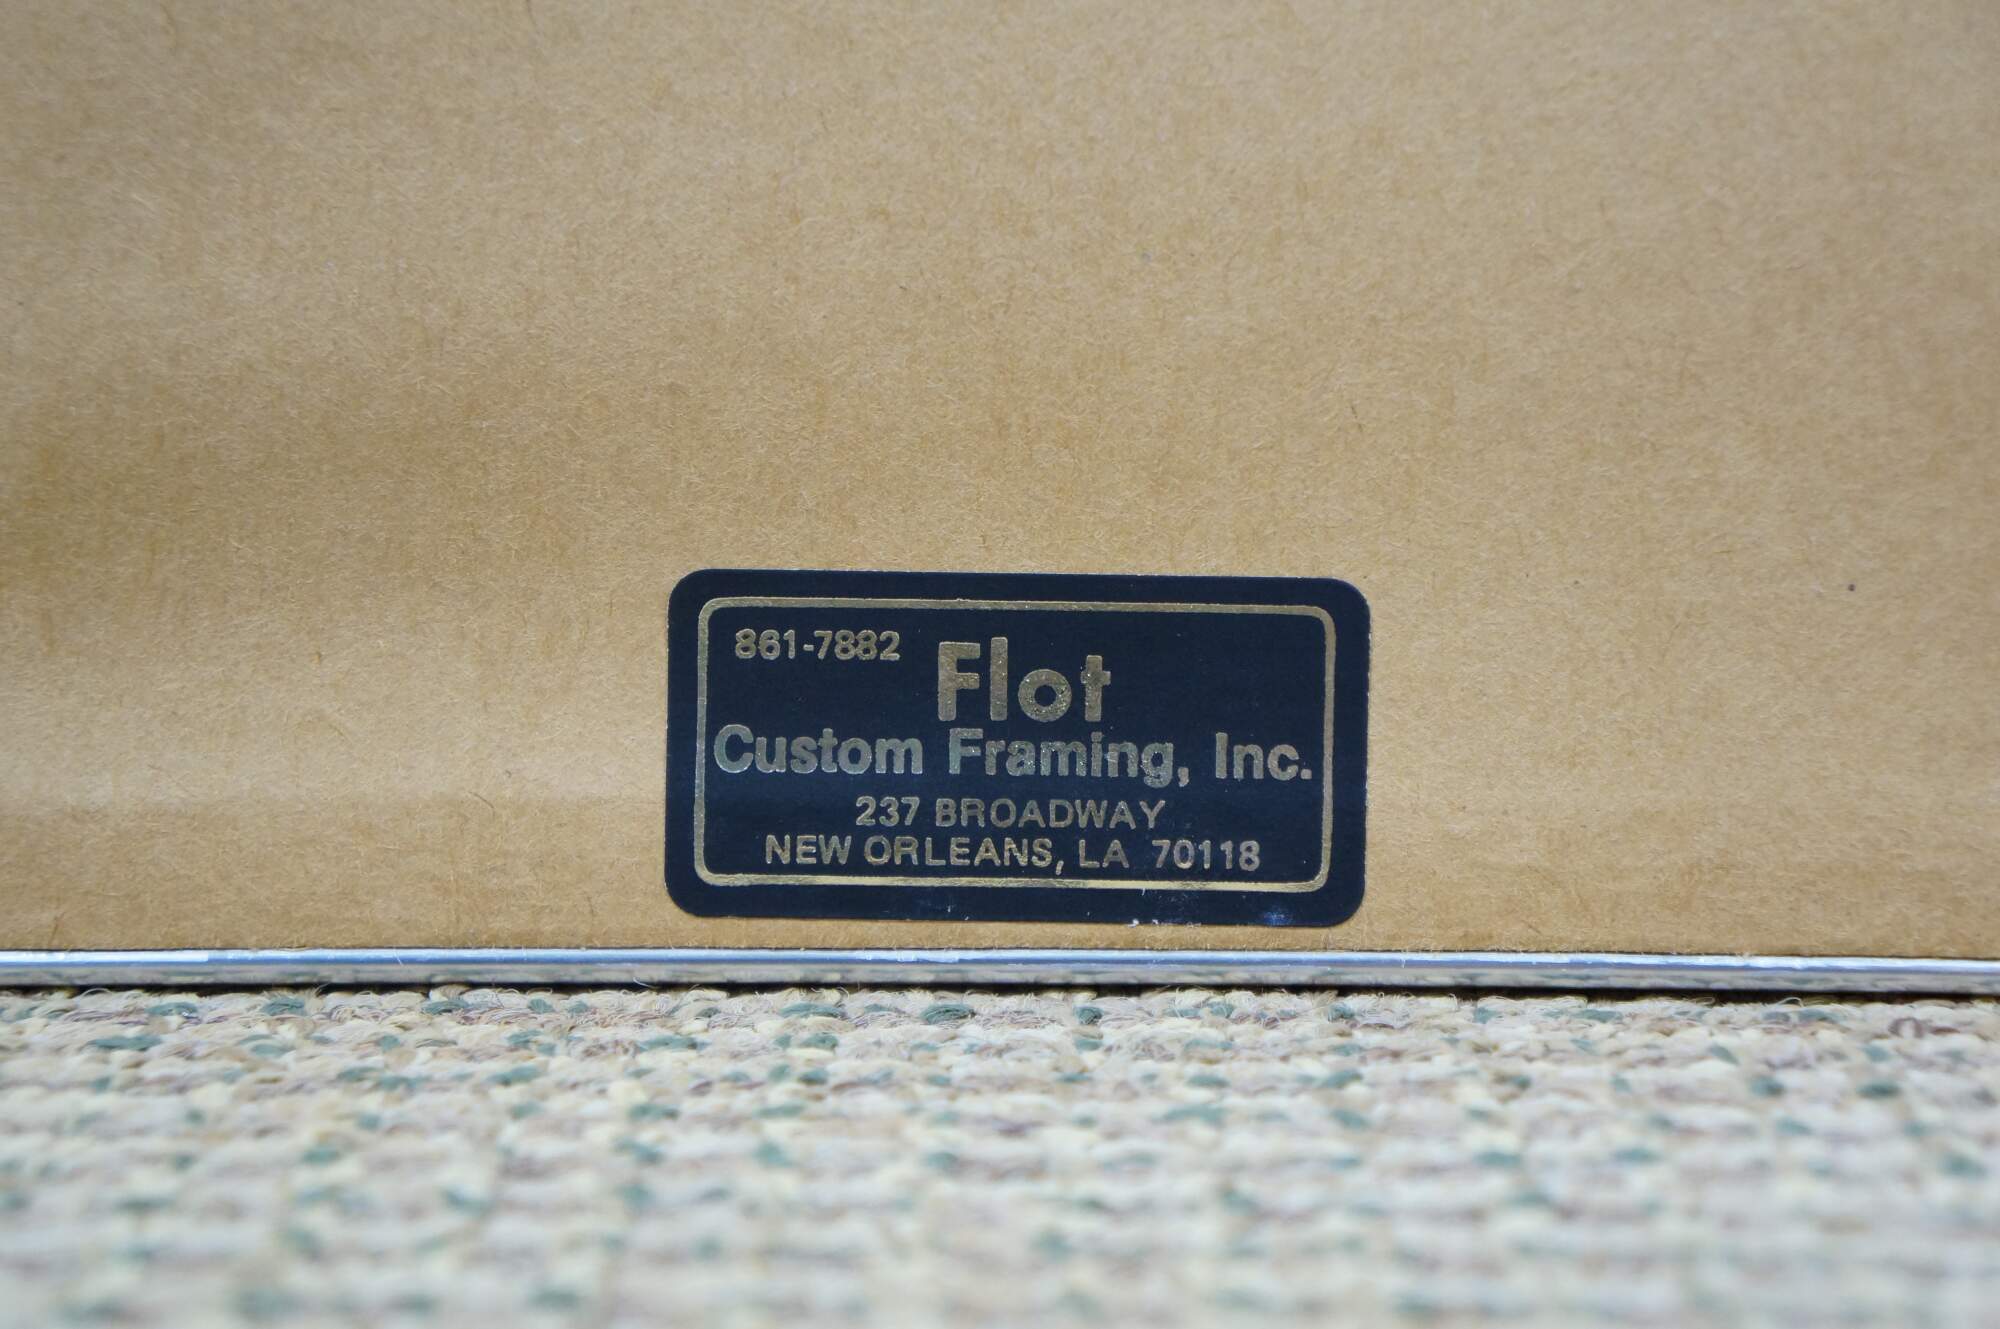 861-7882
Flot
Custom Framing, Inc.
237 BROADWAY
NEW ORLEANS, LA 70118